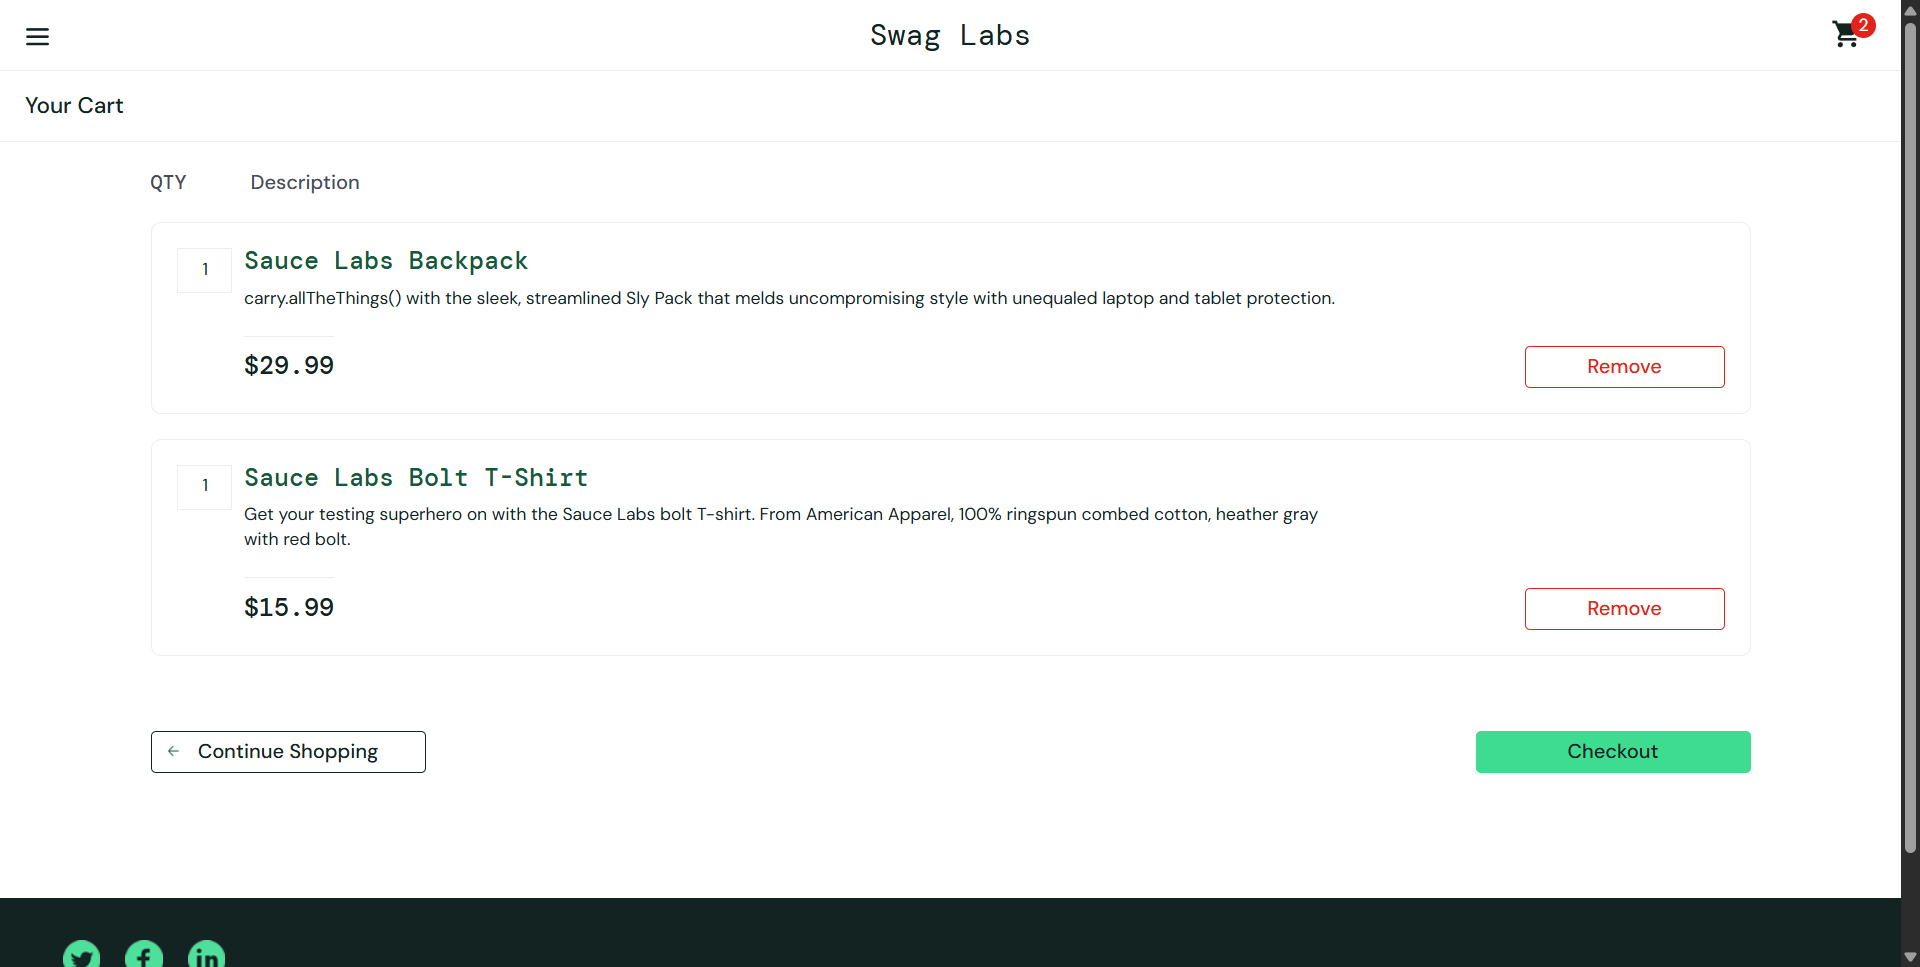 Swag Labs
2
Your Cart
QTY Description
1
Sauce Labs Backpack
carry.allTheThings() with the sleek, streamlined Sly Pack that melds uncompromising style with unequaled laptop and tablet protection.
$29.99
Remove
1
Sauce Labs Bolt T-Shirt
Get your testing superhero on with the Sauce Labs bolt T-shirt. From American Apparel, 100% ringspun combed cotton, heather gray
with red bolt.
$15.99
Remove
Continue Shopping
Checkout